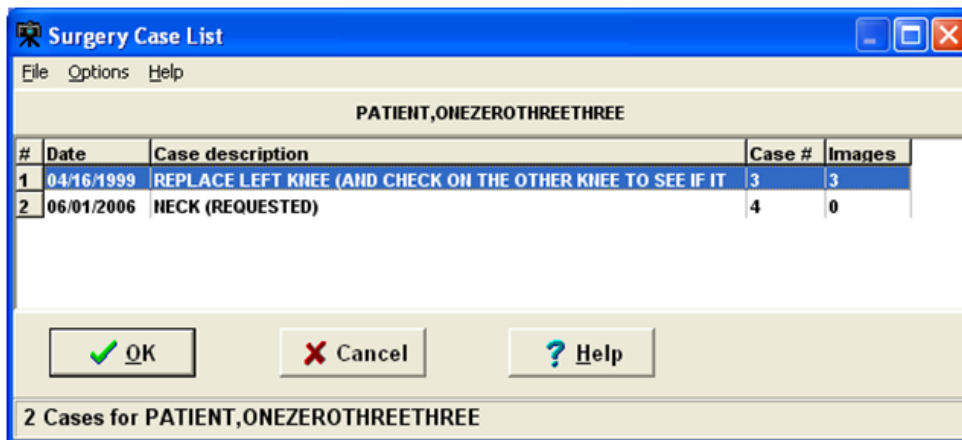 Surgery Case List
File Options Help
PATIENT,ONEZEROTHREETHREE
# Date Case description Case # Images
1 04/16/1999 REPLACE LEFT KNEE (AND CHECK ON THE OTHER KNEE TO SEE IF IT 3 3
2 06/01/2006 NECK (REQUESTED) 4 0
OK Cancel ? Help
2 Cases for PATIENT,ONEZEROTHREETHREE